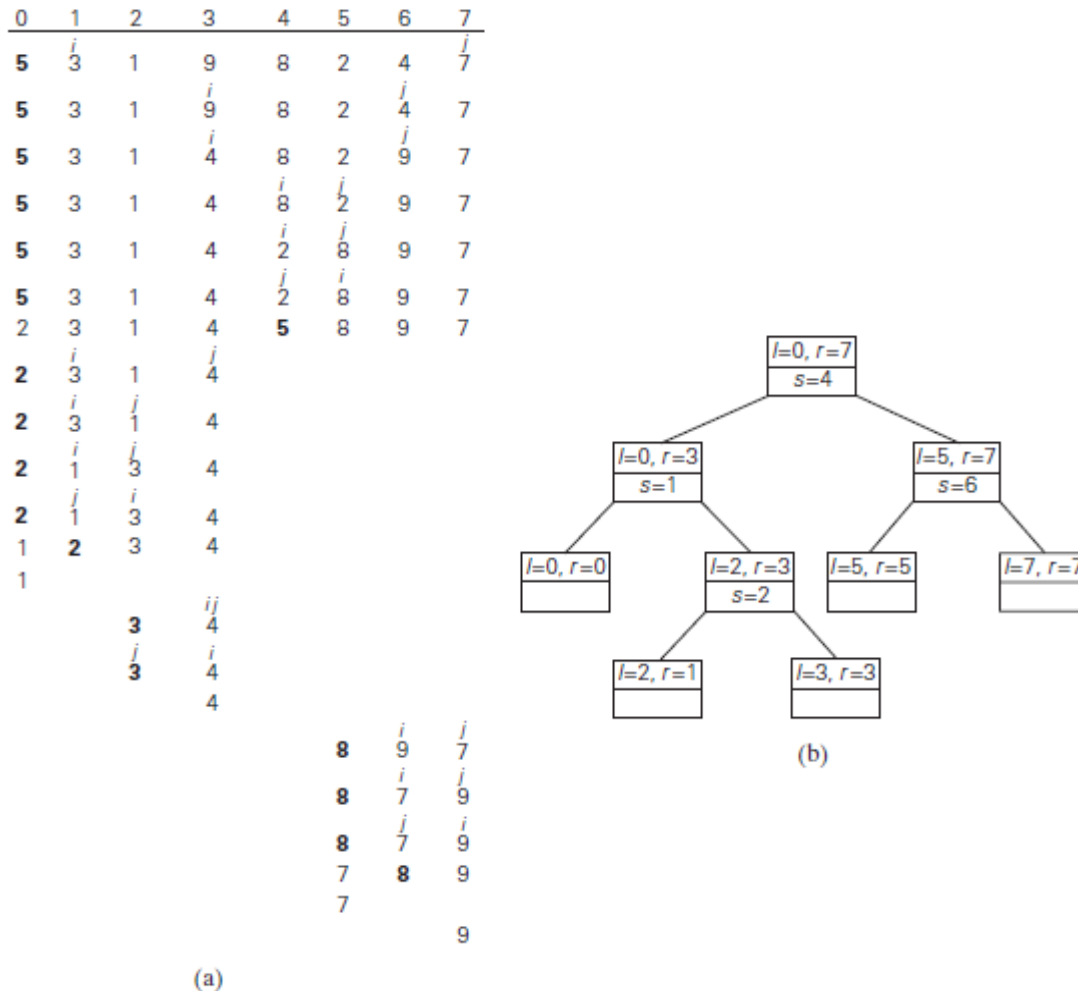 0 1 2 3 4 5 6 7
i j
5 3 1 9 8 2 4 7
i j
5 3 1 9 8 2 4 7
i j
5 3 1 4 8 2 9 7
i j
5 3 1 4 8 2 9 7
i j
5 3 1 4 2 8 9 7
j i
5 3 1 4 2 8 9 7
2 3 1 4 5 8 9 7
i j
2 3 1 4
i j
2 3 1 4
i j
2 1 3 4
j i
2 1 3 4
1 2 3 4
1
ij
3 4
j i
3 4
4
i j
8 9 7
i j
8 7 9
j i
8 7 9
7 8 9
7
9
(a)
l=0, r=7
s=4
l=0, r=3 l=5, r=7
s=1 s=6
l=0, r=0 l=2, r=3 l=5, r=5 l=7, r=7
s=2
l=2, r=1 l=3, r=3
(b)